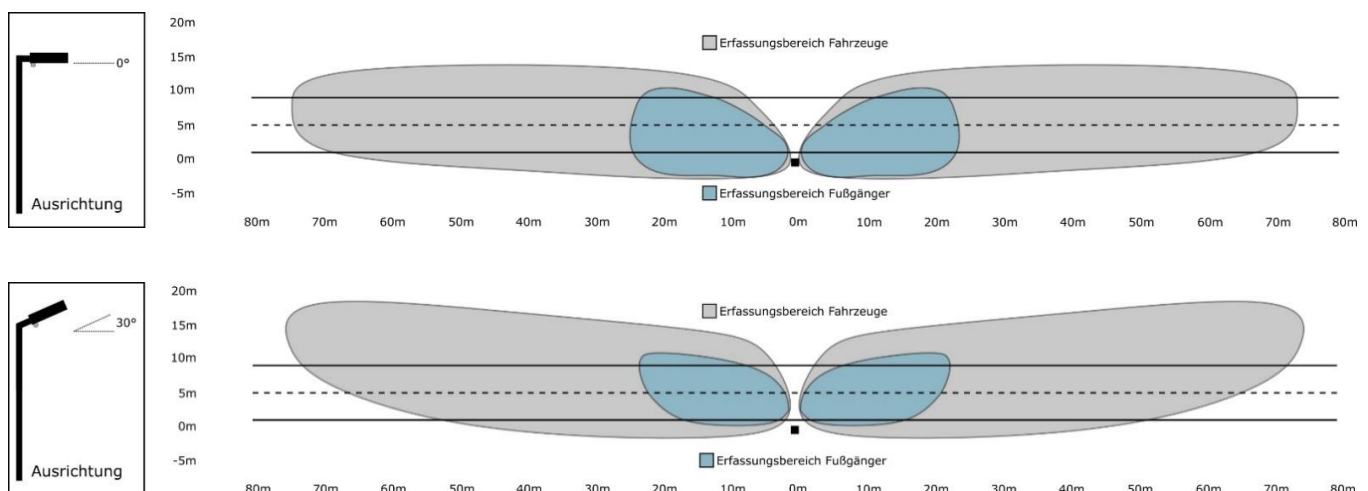 20m
Erfassungsbereich Fahrzeuge
15m
0°
10m
5m
0m
-5m
Erfassungsbereich Fußgänger
Ausrichtung
80m 70m 60m 50m 40m 30m 20m 10m 0m 10m 20m 30m 40m 50m 60m 70m 80m
20m
Erfassungsbereich Fahrzeuge
15m
30°
10m
5m
0m
-5m
Erfassungsbereich Fußgänger
Ausrichtung
80m 70m 60m 50m 40m 30m 20m 10m 0m 10m 20m 30m 40m 50m 60m 70m 80m